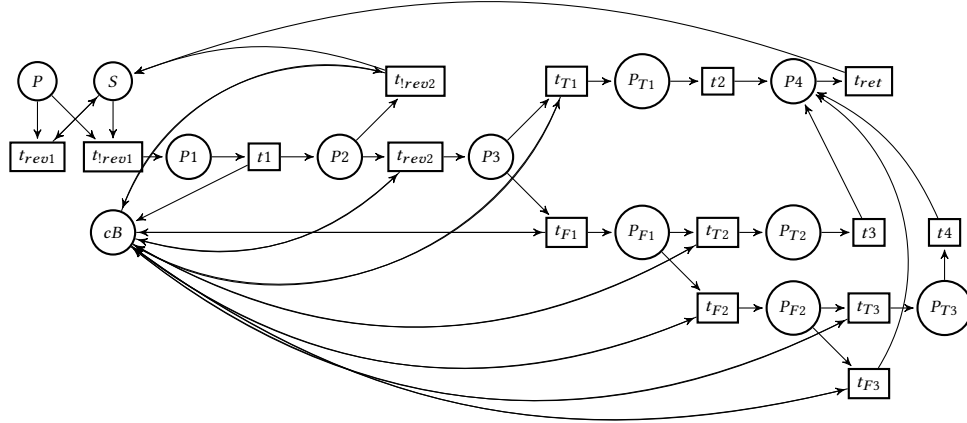 P S t!rev2 tT1 PT1 t2 P4 tret
trev1 t!rev1 P1 t1 P2 trev2 P3
cB tF1 PF1 tT2 PT2 t3 t4
tF2 PF2 tT3 PT3
tF3